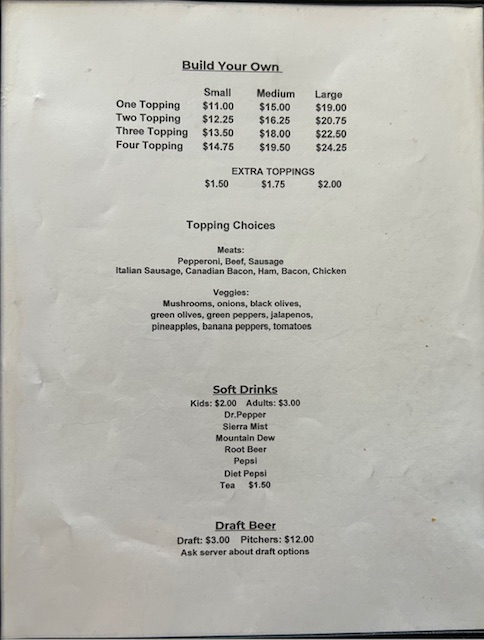 Build Your Own
Small Medium Large
One Topping $11.00 $15.00 $19.00
Two Topping $12.25 $16.25 $20.75
Three Topping $13.50 $18.00 $22.50
Four Topping $14.75 $19.50 $24.25
EXTRA TOPPINGS
$1.50 $1.75 $2.00
Topping Choices
Meats:
Pepperoni, Beef, Sausage
Italian Sausage, Canadian Bacon, Ham, Bacon, Chicken
Veggies:
Mushrooms, onions, black olives,
green olives, green peppers, jalapenos,
pineapples, banana peppers, tomatoes
Soft Drinks
Kids: $2.00 Adults: $3.00
Dr.Pepper
Sierra Mist
Mountain Dew
Root Beer
Pepsi
Diet Pepsi
Tea $1.50
Draft Beer
Draft: $3.00 Pitchers: $12.00
Ask server about draft options